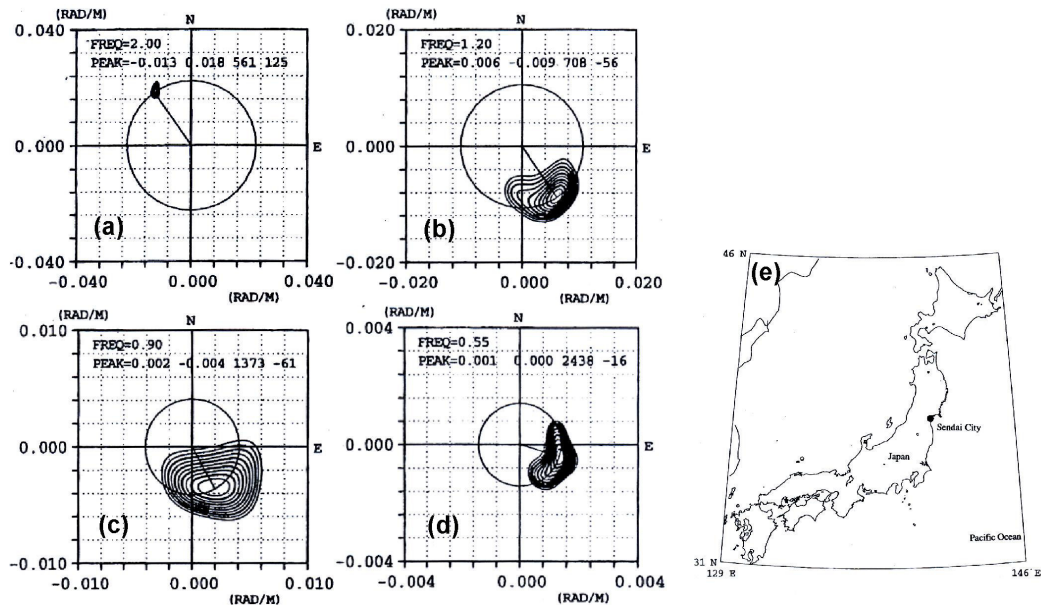 (RAD/M)
N
0.040
FREQ=2.00
PEAK=-0.013 0.018 561 125
0.000
E
(a)
-0.040
-0.040
0.000
0.040
(RAD/M)
(RAD/M)
N
0.020
FREQ=1.20
PEAK=0.006 -0.009 708 -56
0.000
E
(b)
-0.020
-0.020
0.000
0.020
(RAD/M)
(RAD/M)
N
0.010
FREQ=0.90
PEAK=0.002 -0.004 1373 -61
0.000
E
(c)
-0.010
-0.010
0.000
0.010
(RAD/M)
(RAD/M)
N
0.004
FREQ=0.55
PEAK=0.001 0.000 2438 -16
0.000
E
(d)
-0.004
-0.004
0.000
0.004
(RAD/M)
46 N
(e)
Sendai City
Japan
Pacific Ocean
31 N
129 E
146 E